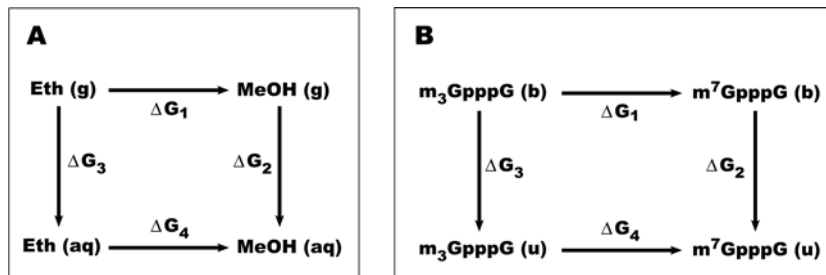 A
Eth (g)
MeOH (g)
ΔG₁
ΔG₃
ΔG₂
ΔG₄
Eth (aq)
MeOH (aq)
B
m₃GpppG (b)
m⁷GpppG (b)
ΔG₁
ΔG₃
ΔG₂
ΔG₄
m₃GpppG (u)
m⁷GpppG (u)